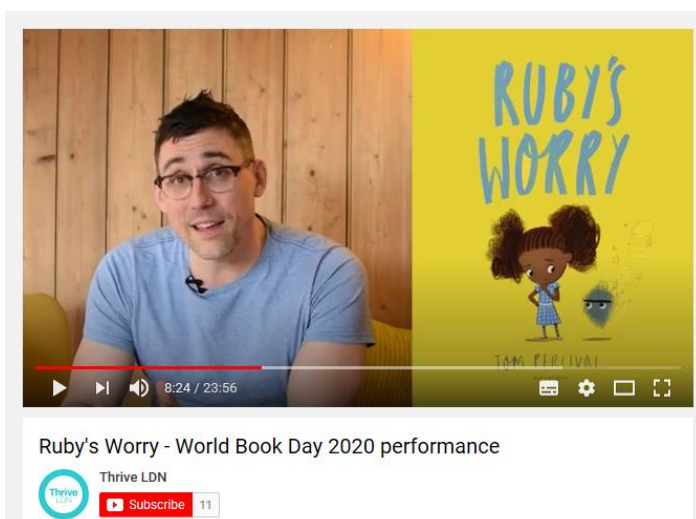 RUBY'S
WORRY
TOM PERCIVAL
8:24 / 23:56
Ruby's Worry - World Book Day 2020 performance
Thrive
LDN
Thrive LDN
Subscribe 11